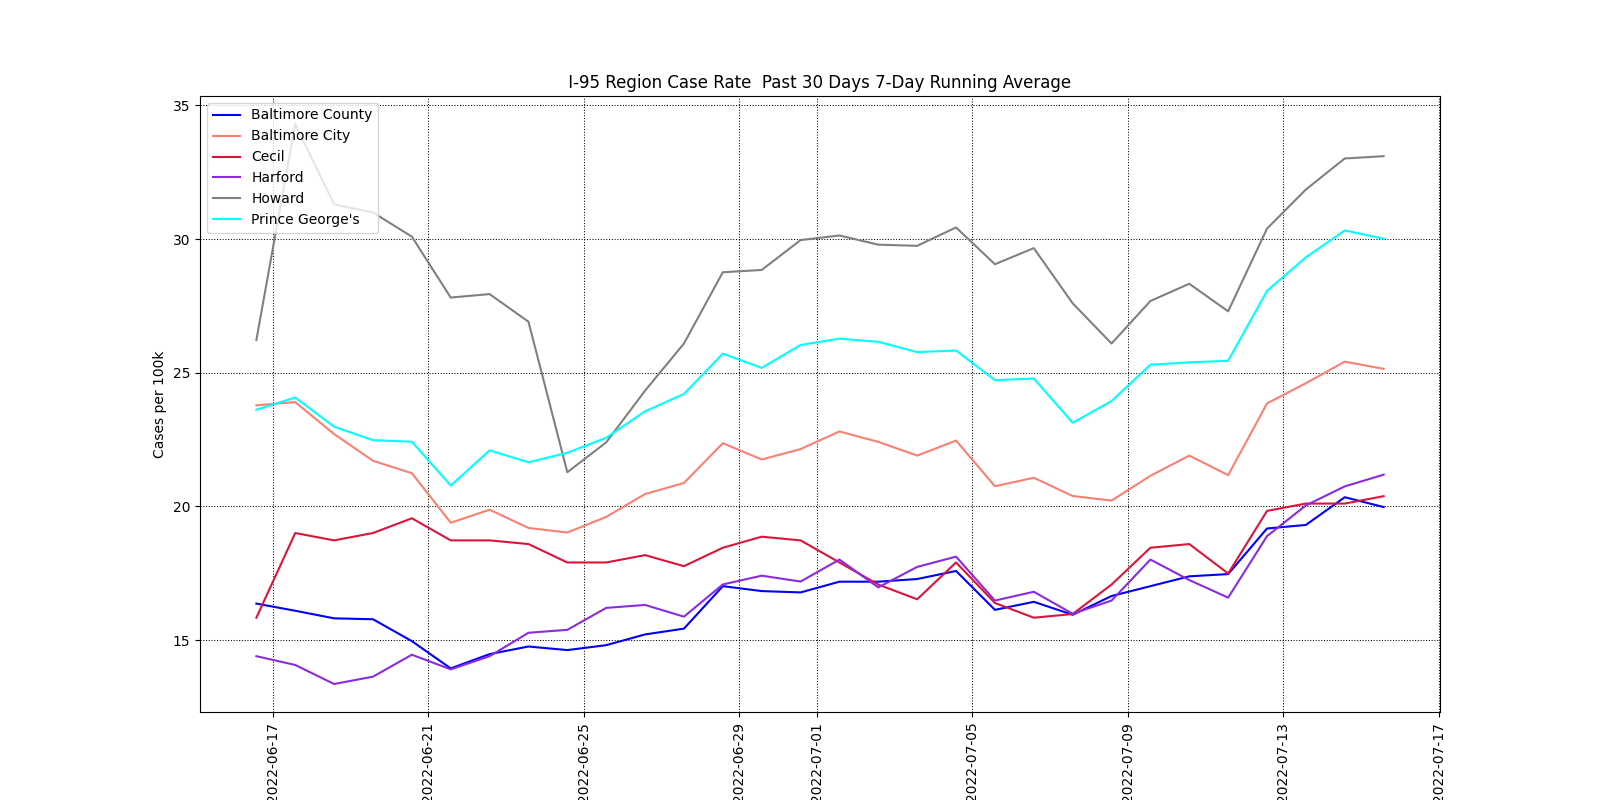 I-95 Region Case Rate  Past 30 Days 7-Day Running Average
Baltimore County
Baltimore City
Cecil
Harford
Howard
Prince George's
Cases per 100k
35
30
25
20
15
2022-06-17
2022-06-21
2022-06-25
2022-06-29
2022-07-01
2022-07-05
2022-07-09
2022-07-13
2022-07-17